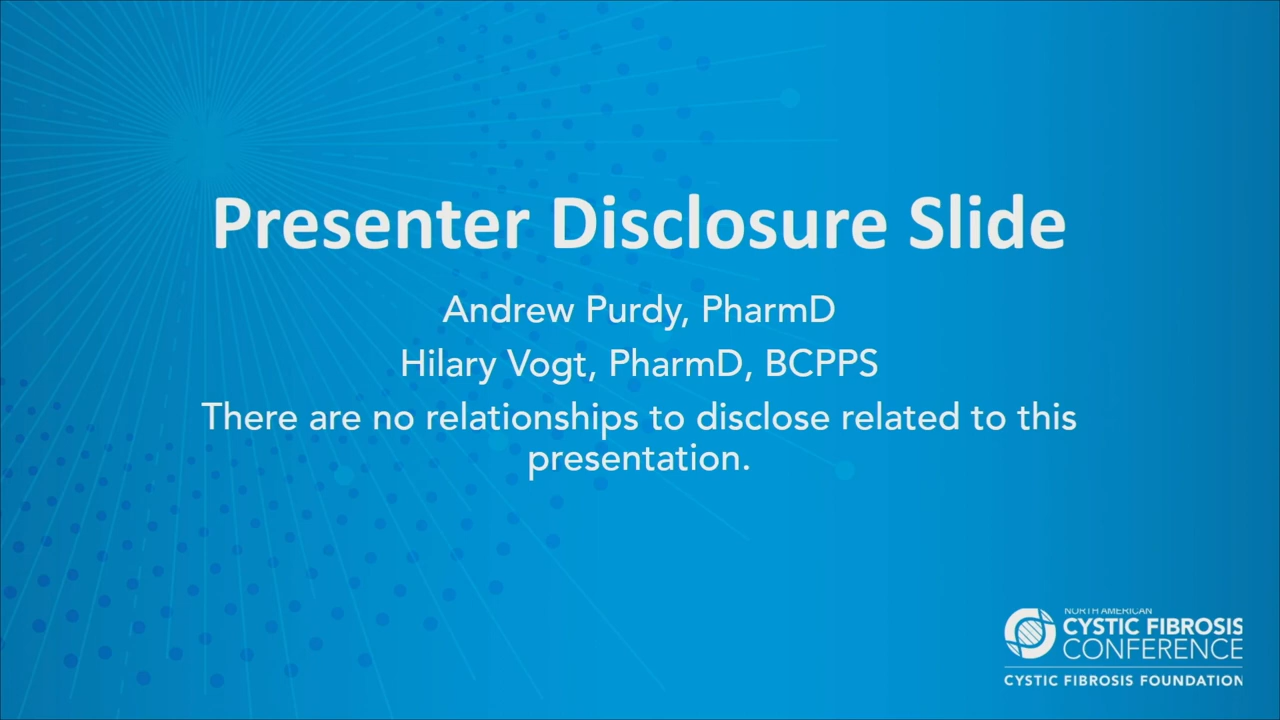 Presenter Disclosure Slide
Andrew Purdy, PharmD
Hilary Vogt, PharmD, BCPPS
There are no relationships to disclose related to this
presentation.
NORTH AMERICAN
CYSTIC FIBROSIS
CONFERENCE
CYSTIC FIBROSIS FOUNDATION